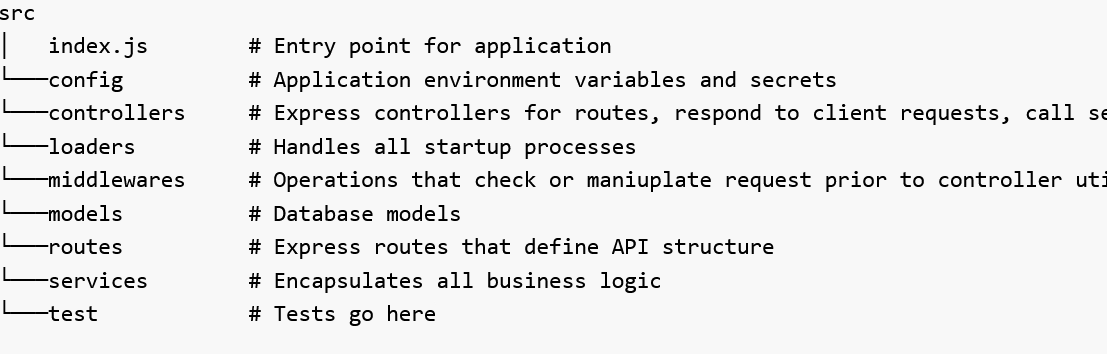 src
│   index.js        # Entry point for application
└───config          # Application environment variables and secrets
└───controllers     # Express controllers for routes, respond to client requests, call
└───loaders         # Handles all startup processes
└───middlewares     # Operations that check or maniuplate request prior to controller
└───models          # Database models
└───routes          # Express routes that define API structure
└───services        # Encapsulates all business logic
└───test            # Tests go here